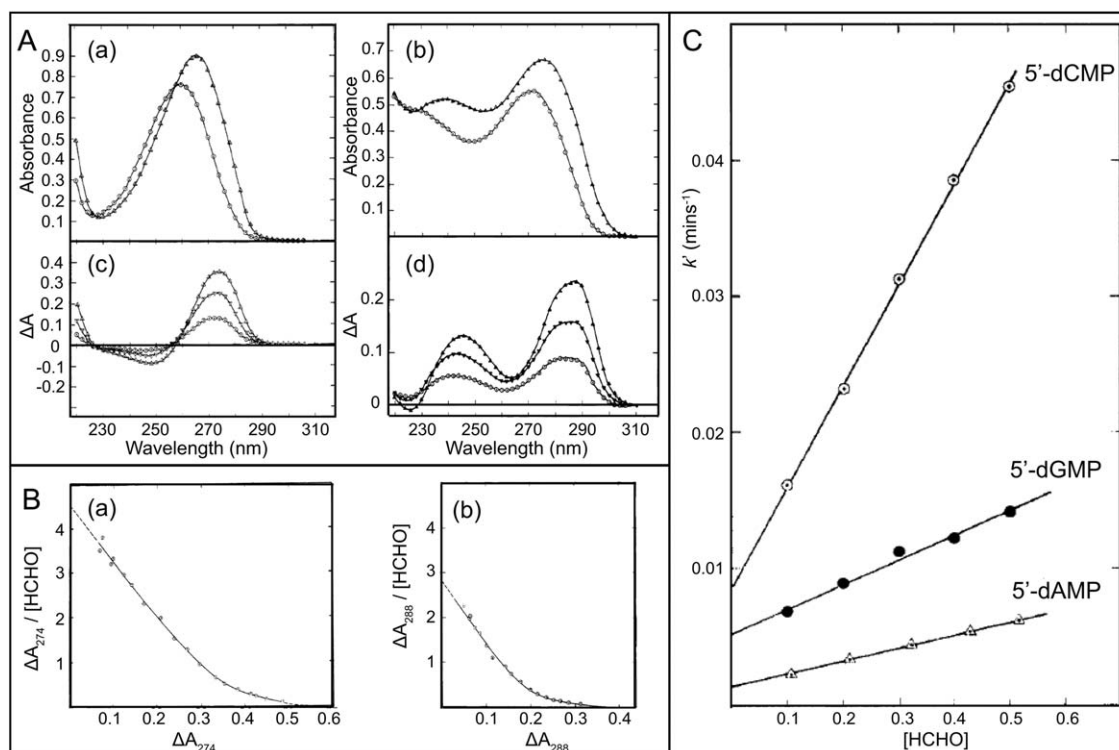 A
(a)
Absorbance
0.9
0.8
0.7
0.6
0.5
0.4
0.3
0.2
0.1
(b)
Absorbance
0.7
0.6
0.5
0.4
0.3
0.2
0.1
(c)
ΔA
0.4
0.3
0.2
0.1
0
-0.1
-0.2
230 250 270 290 310
Wavelength (nm)
(d)
ΔA
0.2
0.1
0
230 250 270 290 310
Wavelength (nm)
B
(a)
ΔA274 / [HCHO]
4
3
2
1
0.1 0.2 0.3 0.4 0.5 0.6
ΔA274
(b)
ΔA288 / [HCHO]
4
3
2
1
0.1 0.2 0.3 0.4
ΔA288
C
5'-dCMP
0.04
k' (mins-1)
0.03
0.02
5'-dGMP
0.01
5'-dAMP
0.1 0.2 0.3 0.4 0.5 0.6
[HCHO]